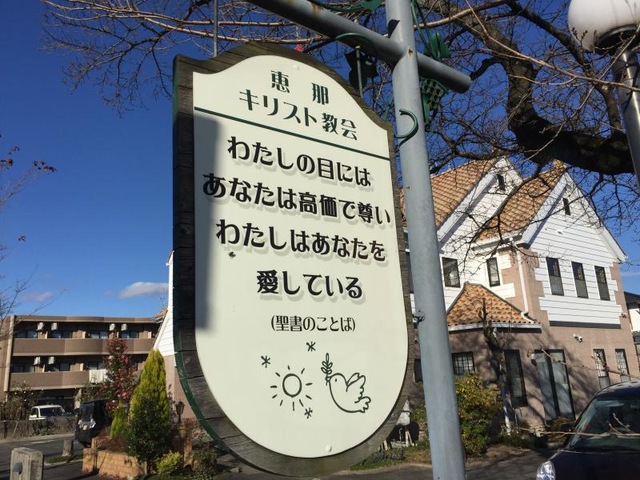 恵那
キリスト教会
わたしの目には
あなたは高価で尊い
わたしはあなたを
愛している
(聖書のことば)